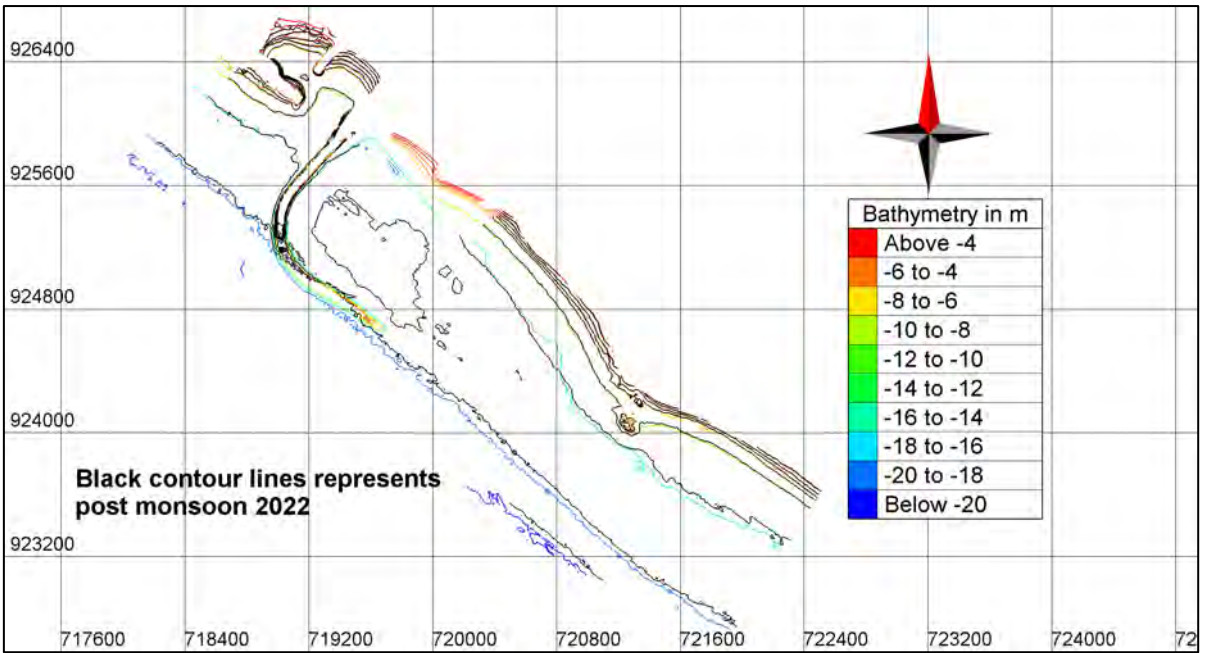 926400
925600
924800
924000
923200
Bathymetry in m
Above -4
-6 to -4
-8 to -6
-10 to -8
-12 to -10
-14 to -12
-16 to -14
-18 to -16
-20 to -18
Below -20
Black contour lines represents
post monsoon 2022
717600 718400 719200 720000 720800 721600 722400 723200 724000 72